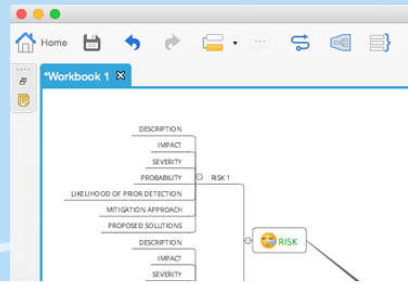 Home
*Workbook 1
DESCRIPTION
IMPACT
SEVERITY
PROBABILITY
RISK 1
LIKELIHOOD OF PRIOR DETECTION
MITIGATION APPROACH
PROPOSED SOLUTIONS
DESCRIPTION
RISK
IMPACT
SEVERITY